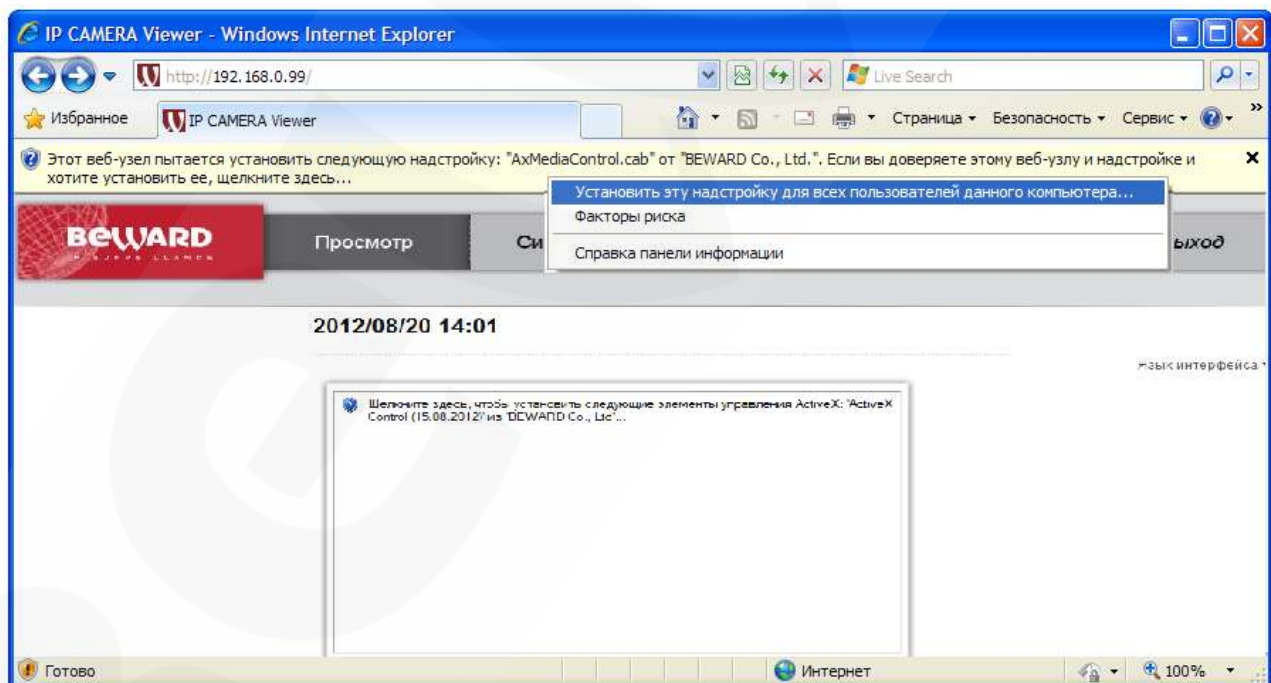 IP CAMERA Viewer - Windows Internet Explorer
http://192.168.0.99/
Live Search
Избранное
IP CAMERA Viewer
Страница
Безопасность
Сервис
Этот веб-узел пытается установить следующую надстройку: "AxMediaControl.cab" от "BEWARD Co., Ltd.". Если вы доверяете этому веб-узлу и надстройке и
хотите установить ее, щелкните здесь...
Установить эту надстройку для всех пользователей данного компьютера...
Факторы риска
Справка панели информации
BEWARD
Просмотр
Си
ыход
2012/08/20 14:01
Язык интерфейса
Щелкните здесь, чтобы установить следующие элементы управления ActiveX: 'ActiveX
Control (15.08.2012)' из 'BEWARD Co., Ltd'...
Готово
Интернет
100%